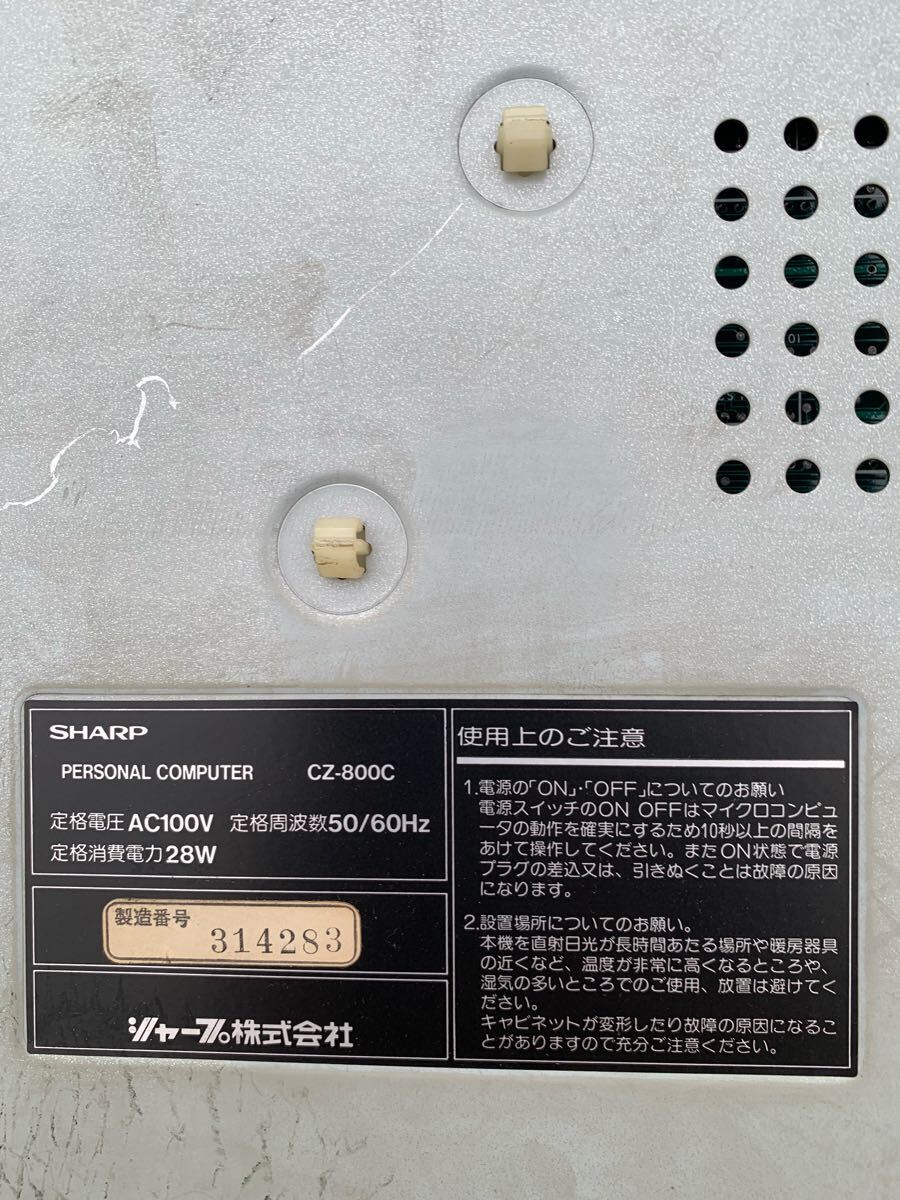 SHARP
PERSONAL COMPUTER CZ-800C
定格電圧 AC100V 定格周波数 50/60Hz
定格消費電力 28W
製造番号
314283
シャープ株式会社
使用上のご注意
1.電源の「ON」・「OFF」についてのお願い
電源スイッチのON OFFはマイクロコンピュ
ータの動作を確実にするため10秒以上の間隔を
あけて操作してください。またON状態で電源
プラグの差込又は、引きぬくことは故障の原因
になります。
2.設置場所についてのお願い。
本機を直射日光が長時間あたる場所や暖房器具
の近くなど、温度が非常に高くなるところや、
湿気の多いところでのご使用、放置は避けてく
ださい。
キャビネットが変形したり故障の原因になるこ
とがありますので充分ご注意ください。